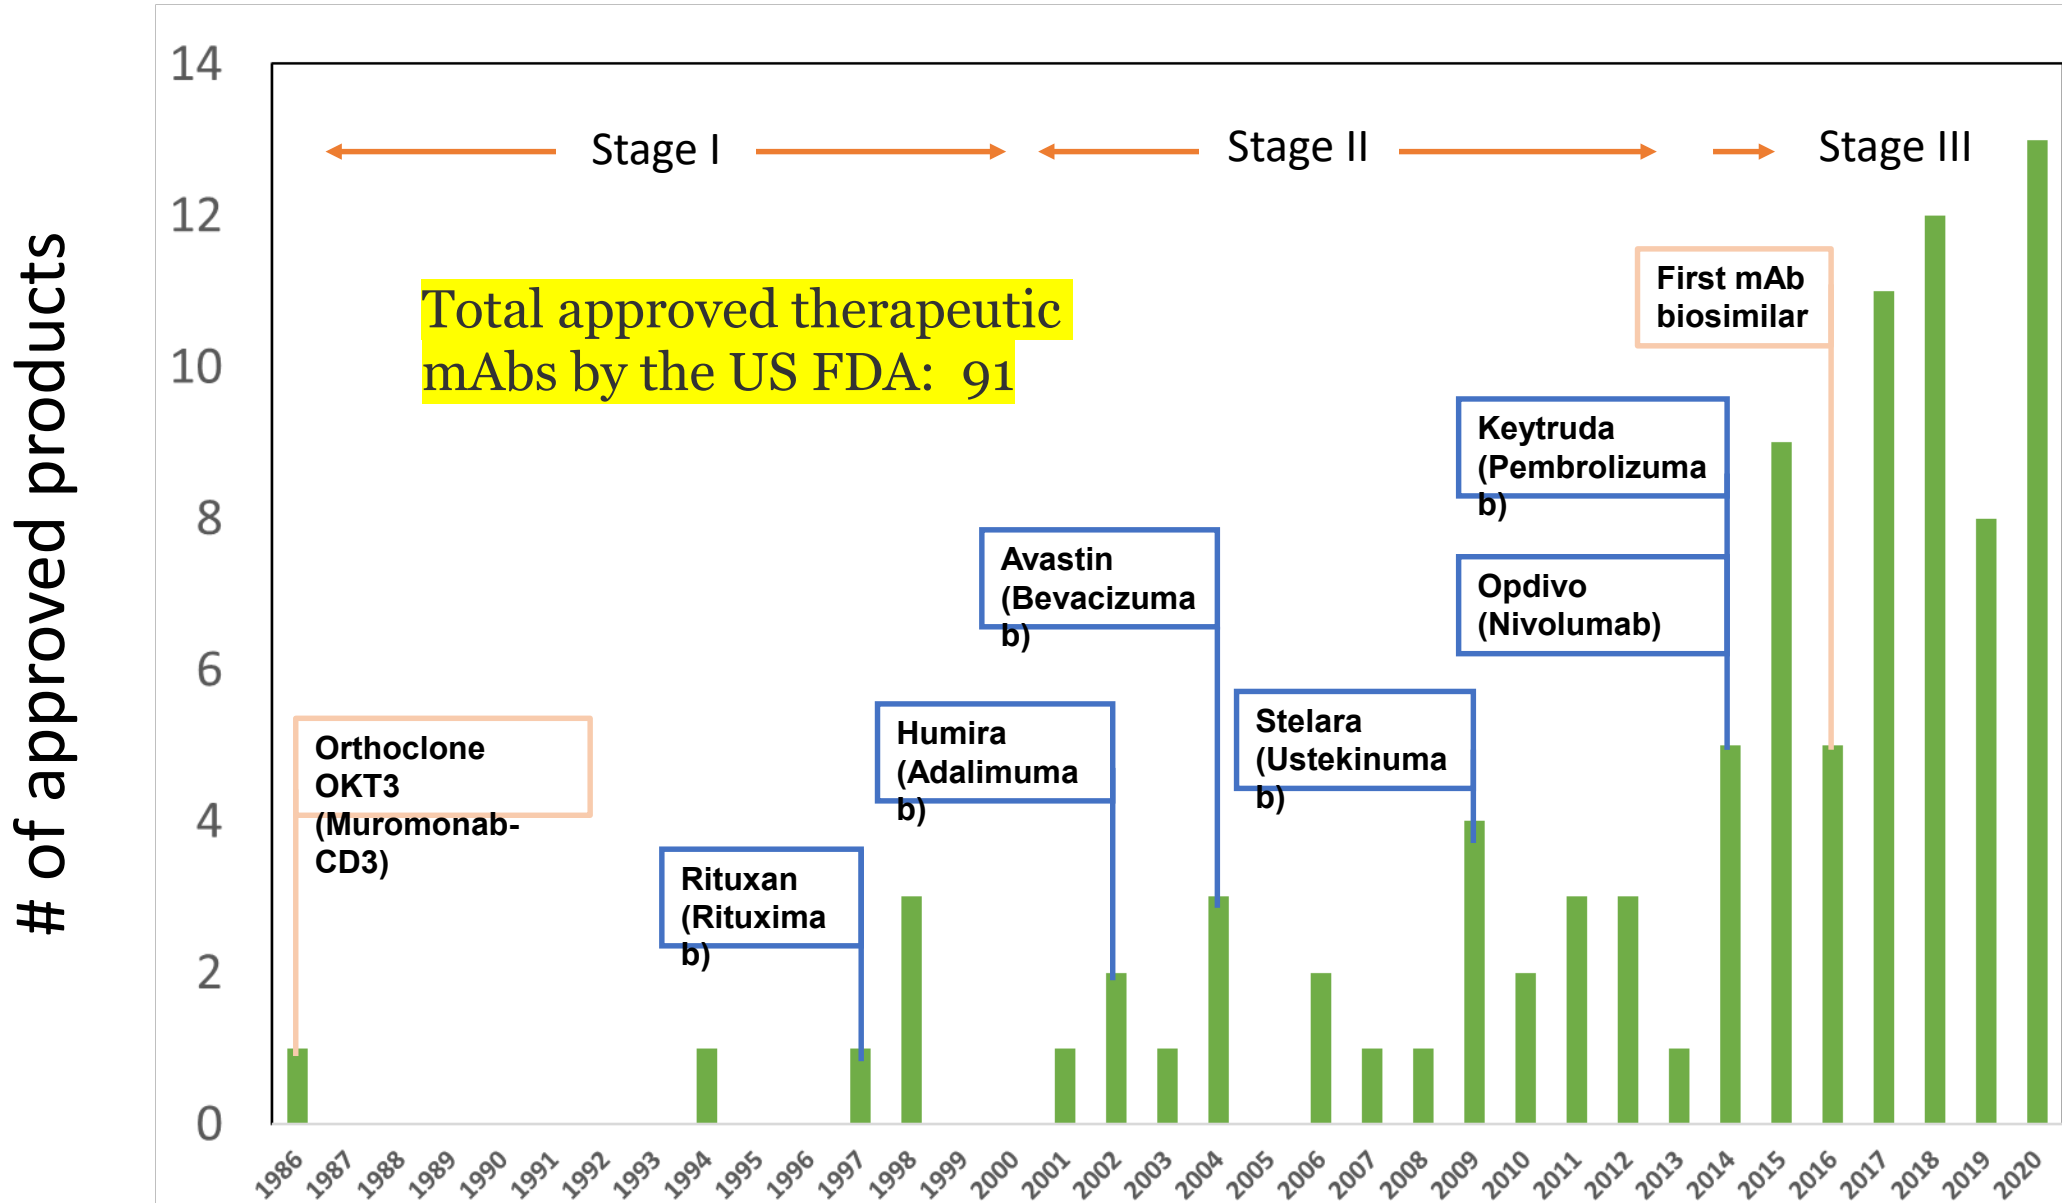 # of approved products
14
12
10
8
6
4
2
0
Stage I
Stage II
Stage III
Total approved therapeutic
mAbs by the US FDA:  91
Orthoclone
OKT3
(Muromonab-
CD3)
Rituxan
(Rituxima
b)
Humira
(Adalimuma
b)
Avastin
(Bevacizuma
b)
Stelara
(Ustekinuma
b)
Keytruda
(Pembrolizuma
b)
Opdivo
(Nivolumab)
First mAb
biosimilar
1986
1987
1988
1989
1990
1991
1992
1993
1994
1995
1996
1997
1998
1999
2000
2001
2002
2003
2004
2005
2006
2007
2008
2009
2010
2011
2012
2013
2014
2015
2016
2017
2018
2019
2020